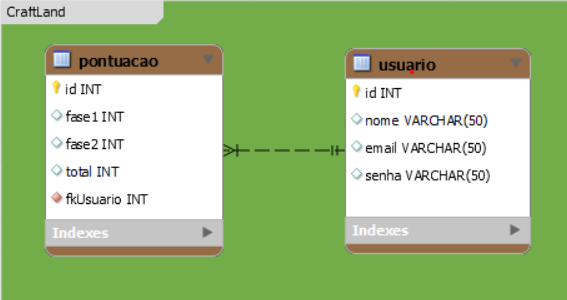 CraftLand
pontuacao
id INT
fase1 INT
fase2 INT
total INT
fkUsuario INT
Indexes
usuario
id INT
nome VARCHAR(50)
email VARCHAR(50)
senha VARCHAR(50)
Indexes